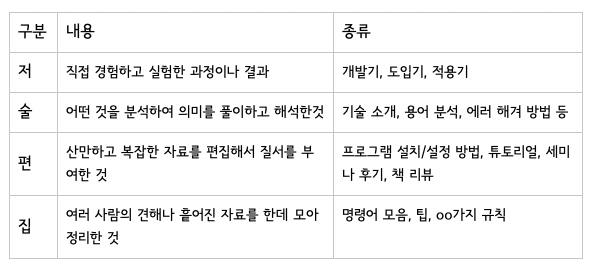 구분 내용 종류
저 직접 경험하고 실험한 과정이나 결과 개발기, 도입기, 적용기
술 어떤 것을 분석하여 의미를 풀이하고 해석한것 기술 소개, 용어 분석, 에러 해겨 방법 등
편 산만하고 복잡한 자료를 편집해서 질서를 부
여한 것
프로그램 설치/설정 방법, 튜토리얼, 세미
나 후기, 책 리뷰
집 여러 사람의 견해나 흩어진 자료를 한데 모아
정리한 것
명령어 모음, 팁, oo가지 규칙